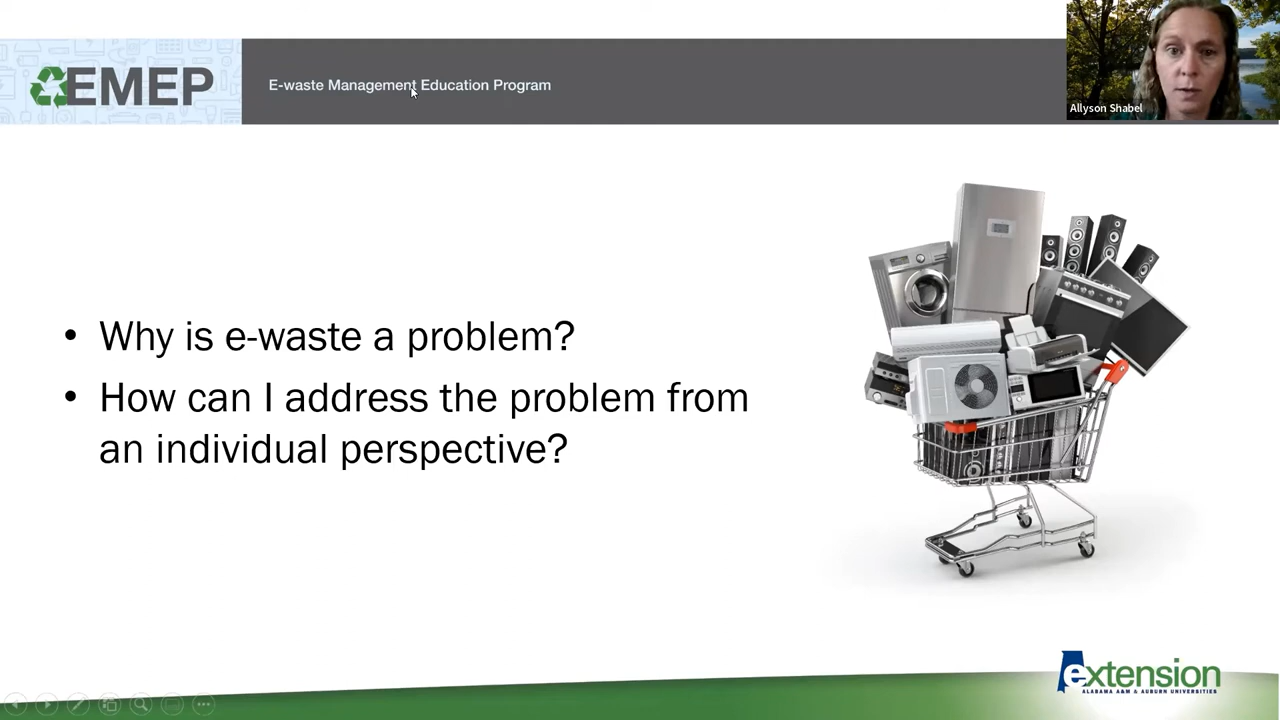 EMEP
E-waste Management Education Program
Allyson Shabel
• Why is e-waste a problem?
• How can I address the problem from
an individual perspective?
extension
ALABAMA A&M & AUBURN UNIVERSITIES